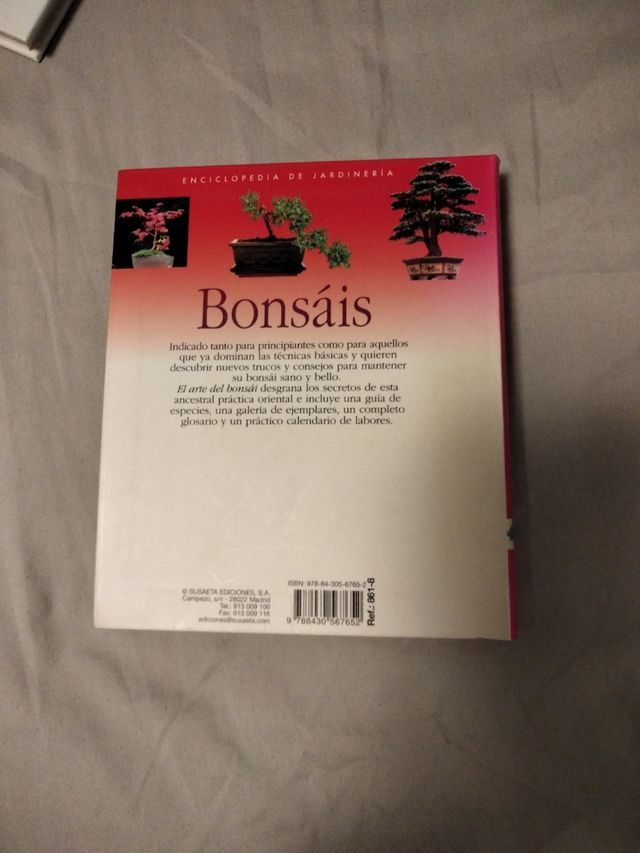 ENCICLOPEDIA DE JARDINERÍA
Bonsáis
Indicado tanto para principiantes como para aquellos
que ya dominan las técnicas básicas y quieren
descubrir nuevos trucos y consejos para mantener
su bonsái sano y bello.
El arte del bonsái desgrana los secretos de esta
ancestral práctica oriental e incluye una guía de
especies, una galería de ejemplares, un completo
glosario y un práctico calendario de labores.
© SUSAETA EDICIONES, S.A.
Campezo, s/n - 28022 Madrid
Tel.: 913 009 100
Fax: 913 009 118
ediciones@susaeta.com
ISBN: 978-84-305-6765-2
9 788430 567652
Ref.: 861-8